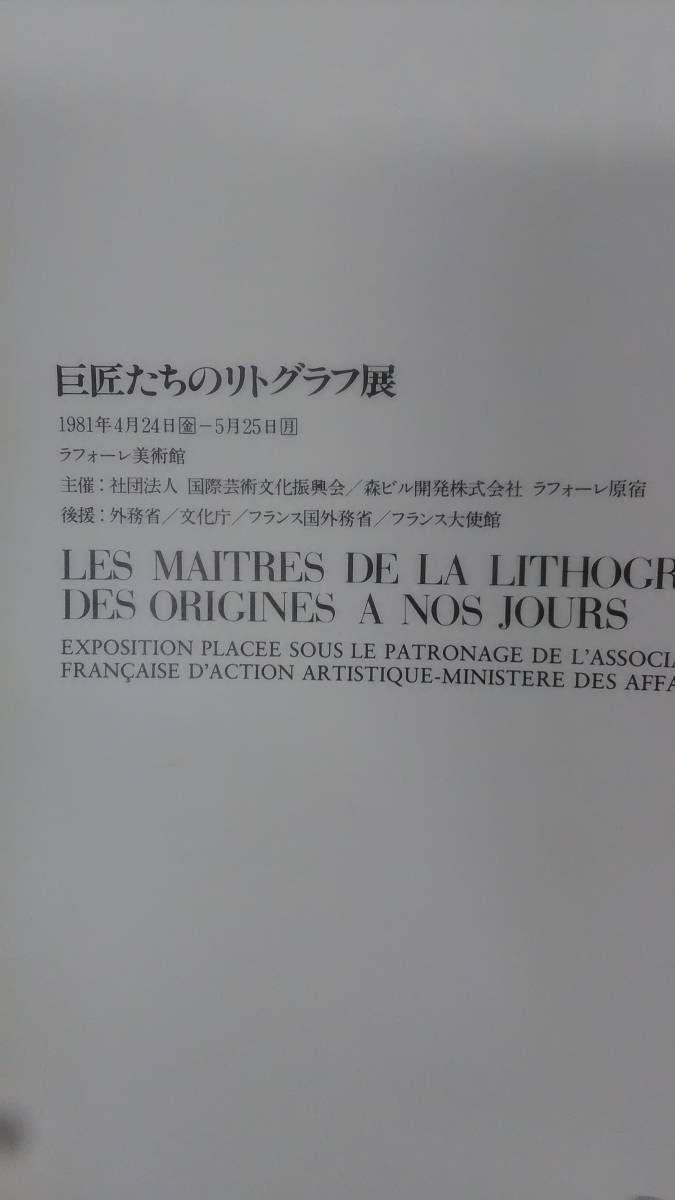 巨匠たちのリトグラフ展
1981年4月24日金−5月25日月
ラフォーレ美術館
主催：社団法人 国際芸術文化振興会／森ビル開発株式会社 ラフォーレ原宿
後援：外務省／文化庁／フランス国外務省／フランス大使館
LES MAITRES DE LA LITHOGR
DES ORIGINES A NOS JOURS
EXPOSITION PLACEE SOUS LE PATRONAGE DE L'ASSOCIA
FRANÇAISE D'ACTION ARTISTIQUE-MINISTERE DES AFFA